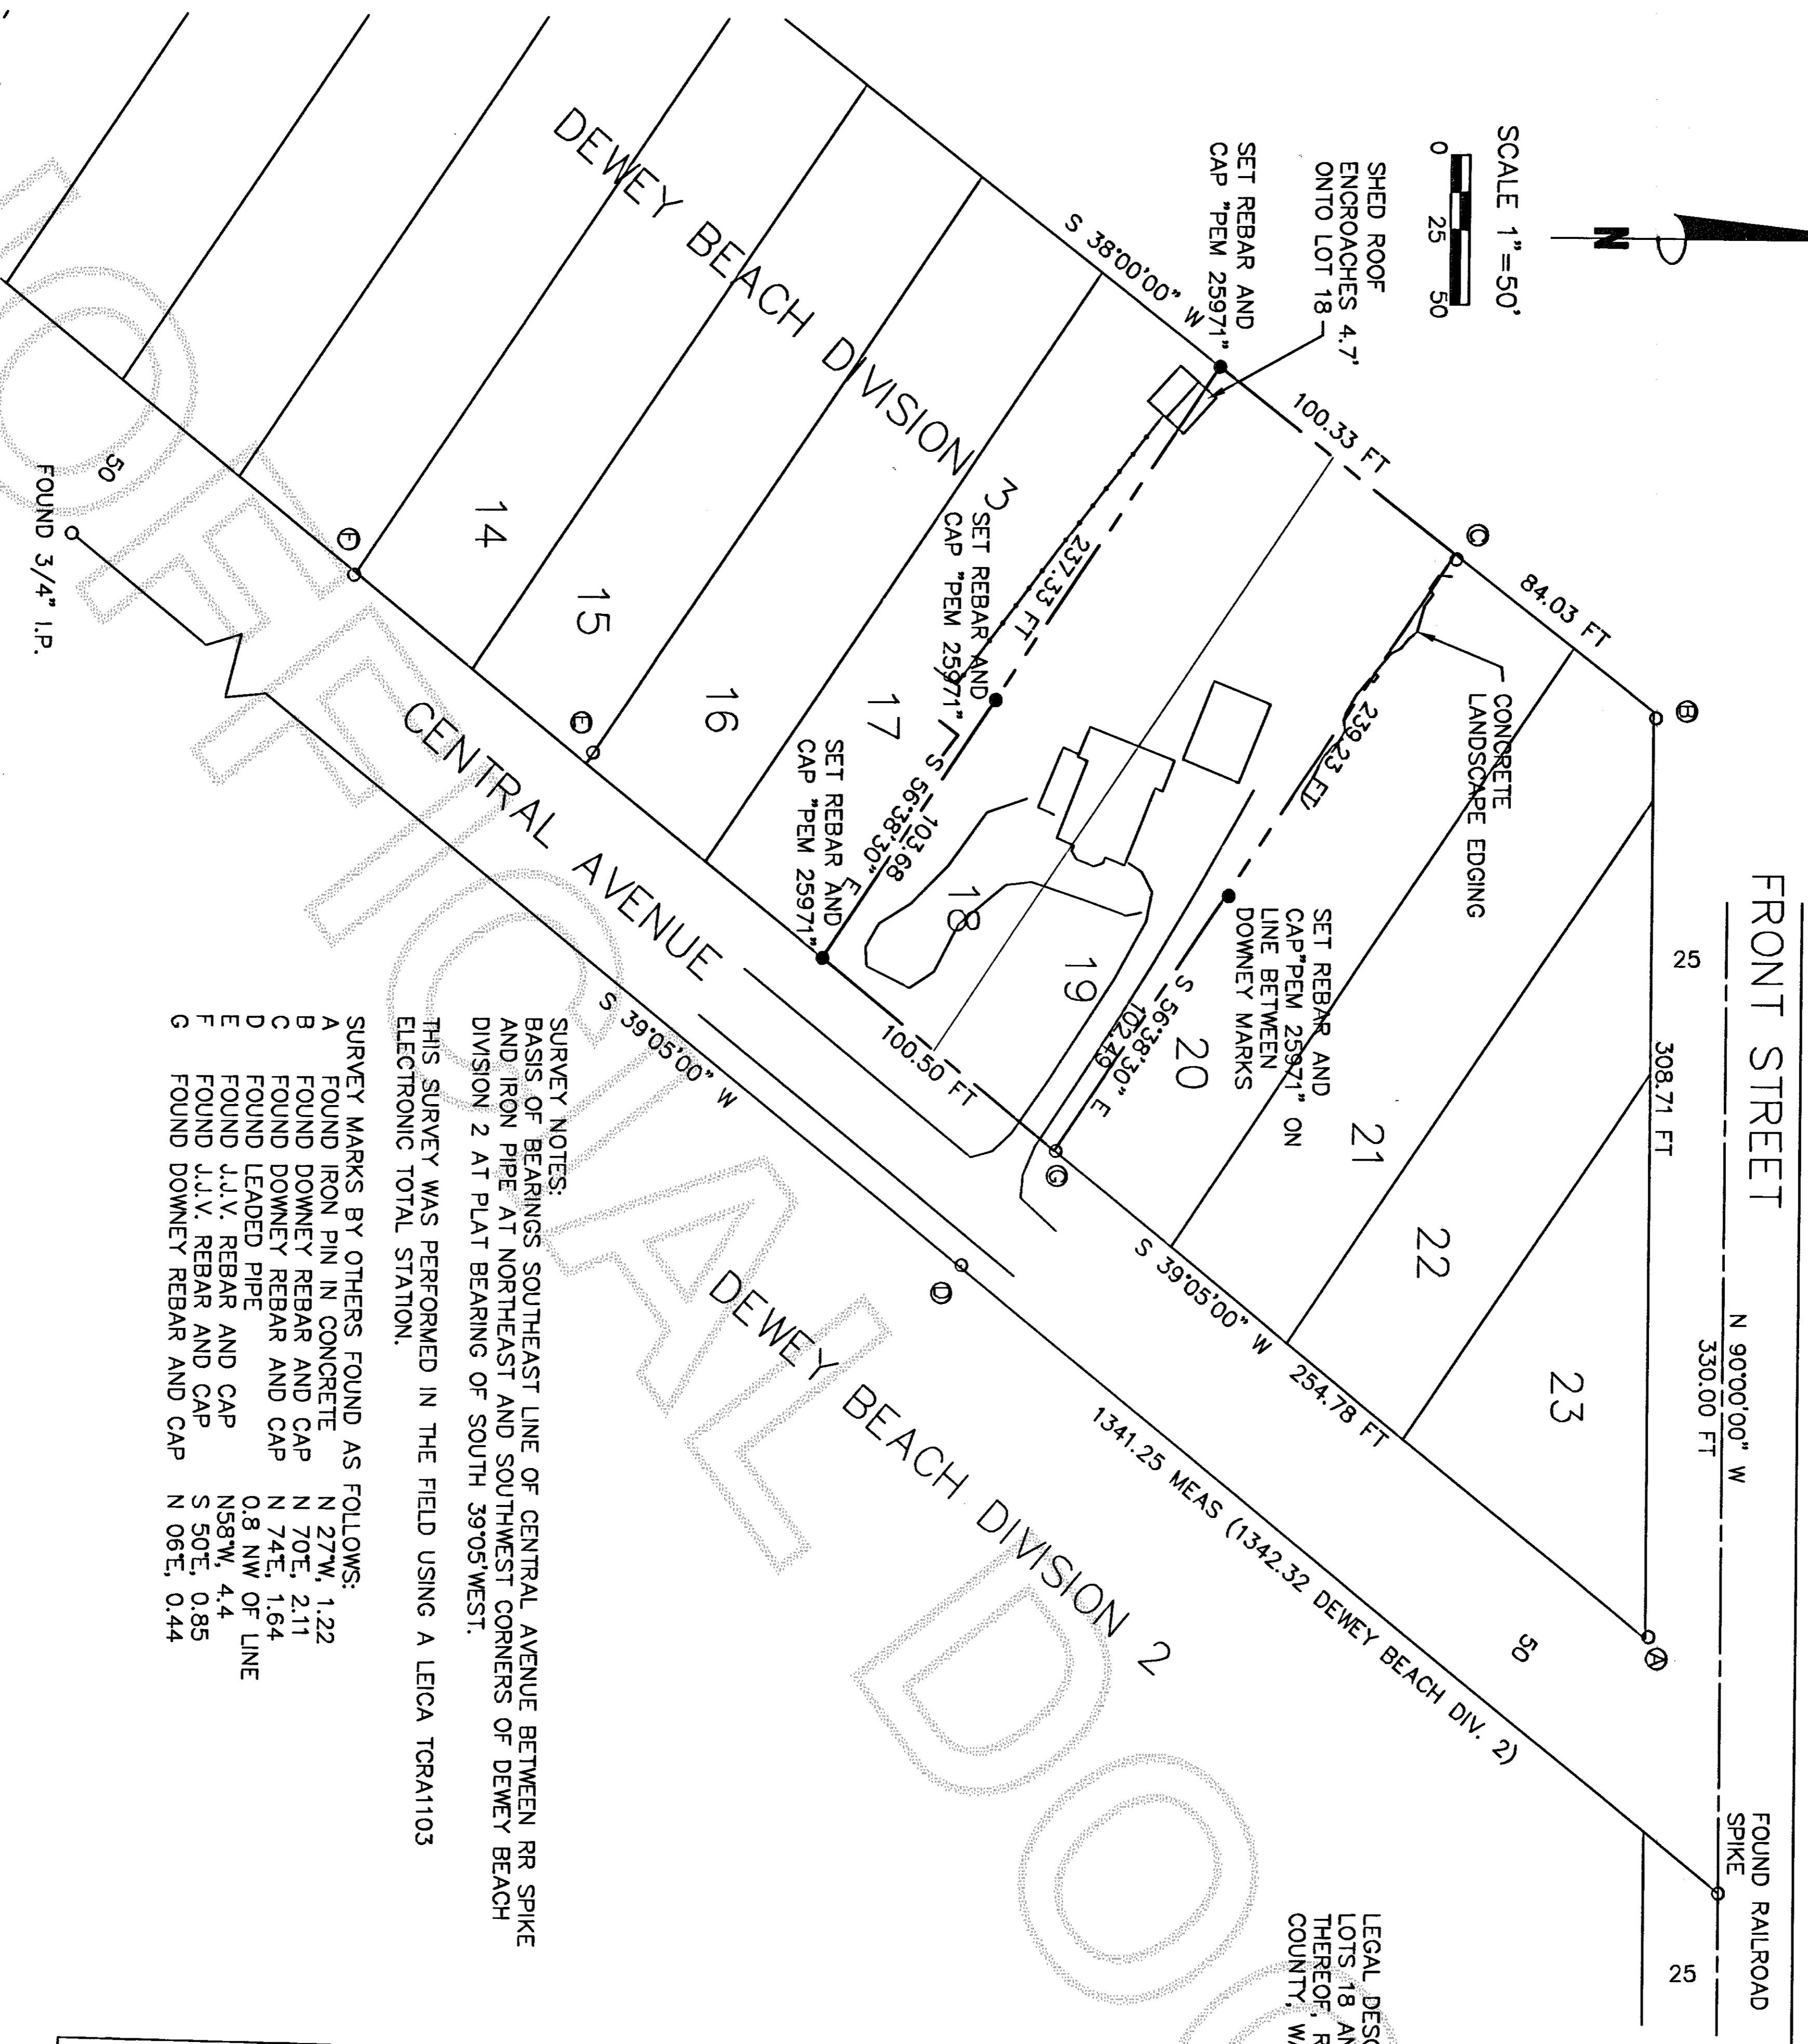 FRONT STREET
N 90°00'00" W
330.00 FT
FOUND RAILROAD
SPIKE
25
25
308.71 FT
SCALE 1"=50'
0 25 50
N
SHED ROOF
ENCROACHES 4.7'
ONTO LOT 18
SET REBAR AND
CAP "PEM 25971"
S 38°00'00" W
100.33 FT
84.03 FT
A
B
C
D
E
F
G
CONCRETE
LANDSCAPE EDGING
239.23 FT
237.33 FT
SET REBAR AND
CAP "PEM 25971"
SET REBAR AND
CAP "PEM 25971"
SET REBAR AND
CAP"PEM 25971" ON
LINE BETWEEN
DOWNEY MARKS
S 56°38'30" E
103.68
S 56°38'30" E
102.49
100.50 FT
DEWEY BEACH DIVISION 3
14
15
16
17
18
19
20
21
22
23
S 39°05'00" W 254.78 FT
CENTRAL AVENUE
S 39°05'00" W
1341.25 MEAS (1342.32 DEWEY BEACH DIV. 2)
50
50
FOUND 3/4" I.P.
DEWEY BEACH DIVISION 2
SURVEY NOTES:
BASIS OF BEARINGS SOUTHEAST LINE OF CENTRAL AVENUE BETWEEN RR SPIKE
AND IRON PIPE AT NORTHEAST AND SOUTHWEST CORNERS OF DEWEY BEACH
DIVISION 2 AT PLAT BEARING OF SOUTH 39°05'WEST.
THIS SURVEY WAS PERFORMED IN THE FIELD USING A LEICA TCRA1103
ELECTRONIC TOTAL STATION.
SURVEY MARKS BY OTHERS FOUND AS FOLLOWS:
A FOUND IRON PIN IN CONCRETE N 27°W, 1.22
B FOUND DOWNEY REBAR AND CAP N 70°E, 2.11
C FOUND DOWNEY REBAR AND CAP N 74°E, 1.64
D FOUND LEADED PIPE 0.8 NW OF LINE
E FOUND J.J.V. REBAR AND CAP N58°W, 4.4
F FOUND J.J.V. REBAR AND CAP S 50°E, 0.85
G FOUND DOWNEY REBAR AND CAP N 06°E, 0.44
LEGAL
LOTS 18
THEREOF,
COUNTY,
OFFICIAL